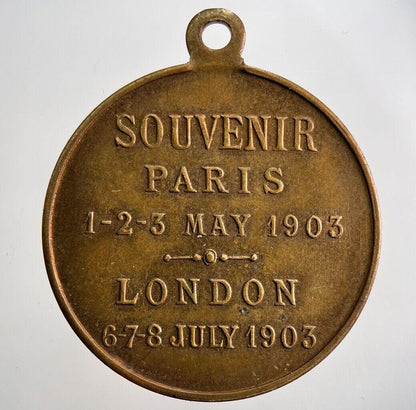 SOUVENIR
PARIS
1-2-3 MAY 1903
LONDON
6-7-8 JULY 1903